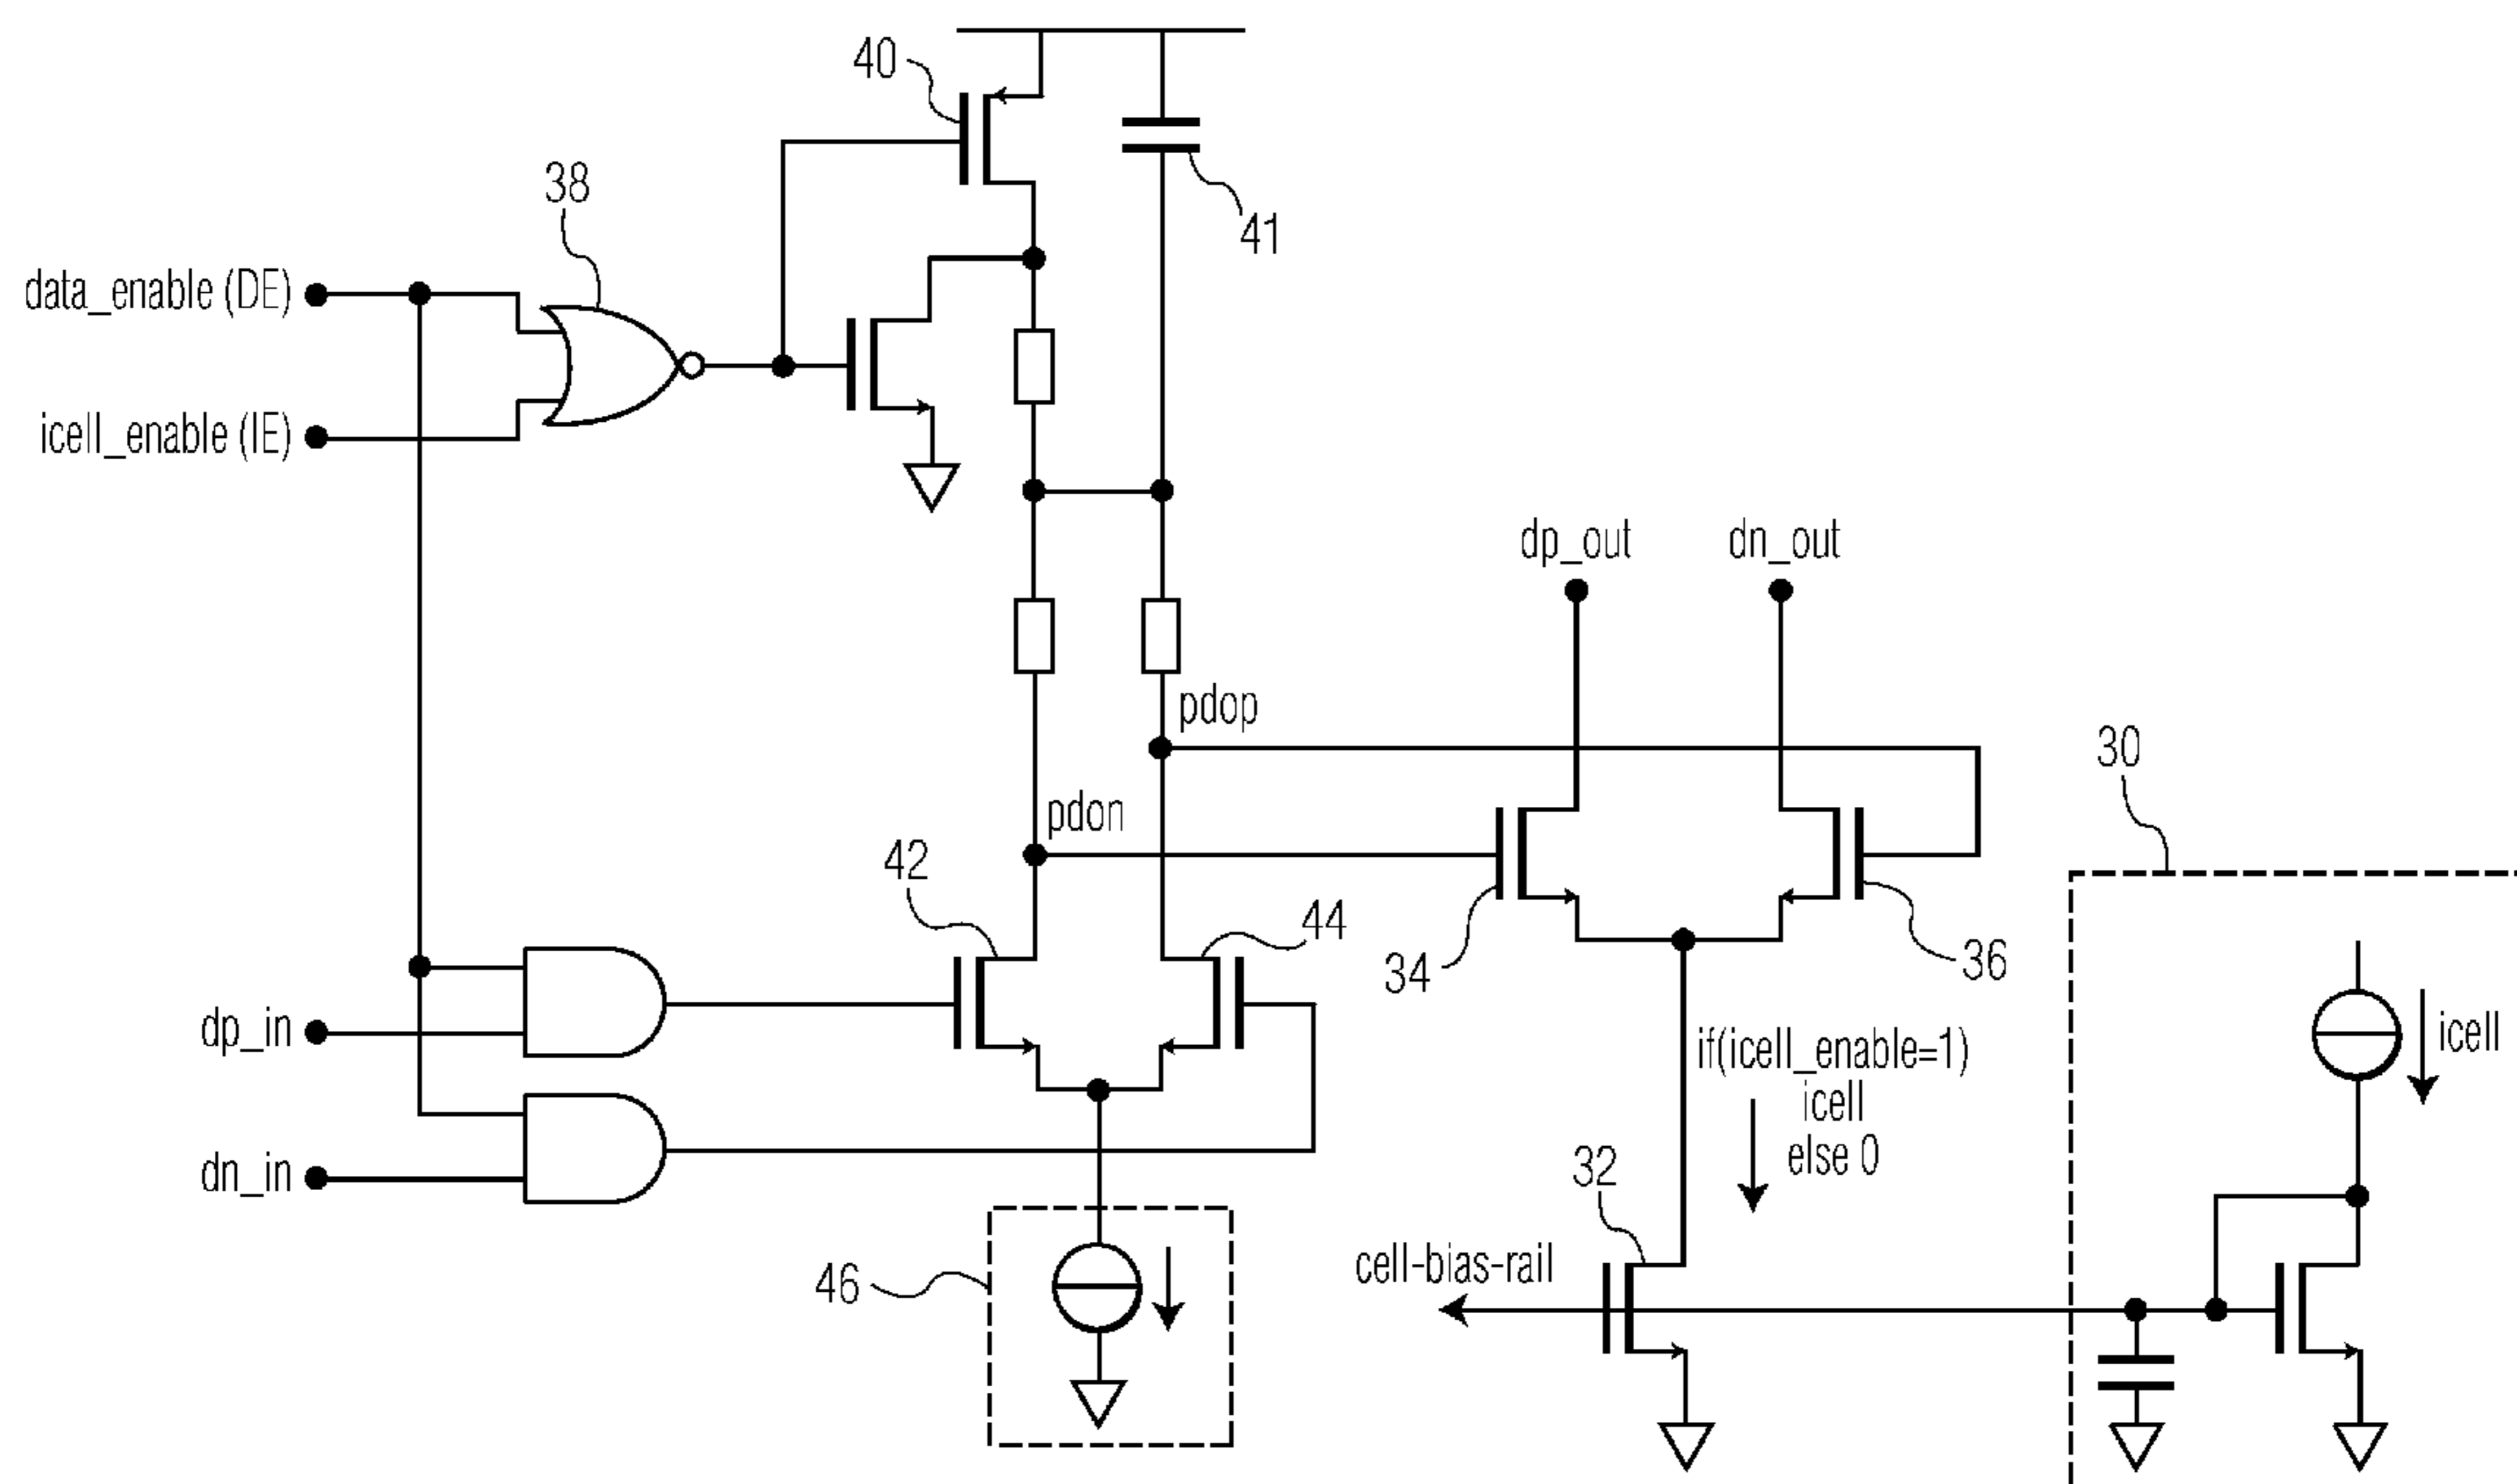 40
38
41
data_enable (DE)
icell_enable (IE)
dp_out
dn_out
pdop
30
pdon
42
44
34
36
dp_in
if(icell_enable=1)
icell
else 0
icell
dn_in
32
cell-bias-rail
46